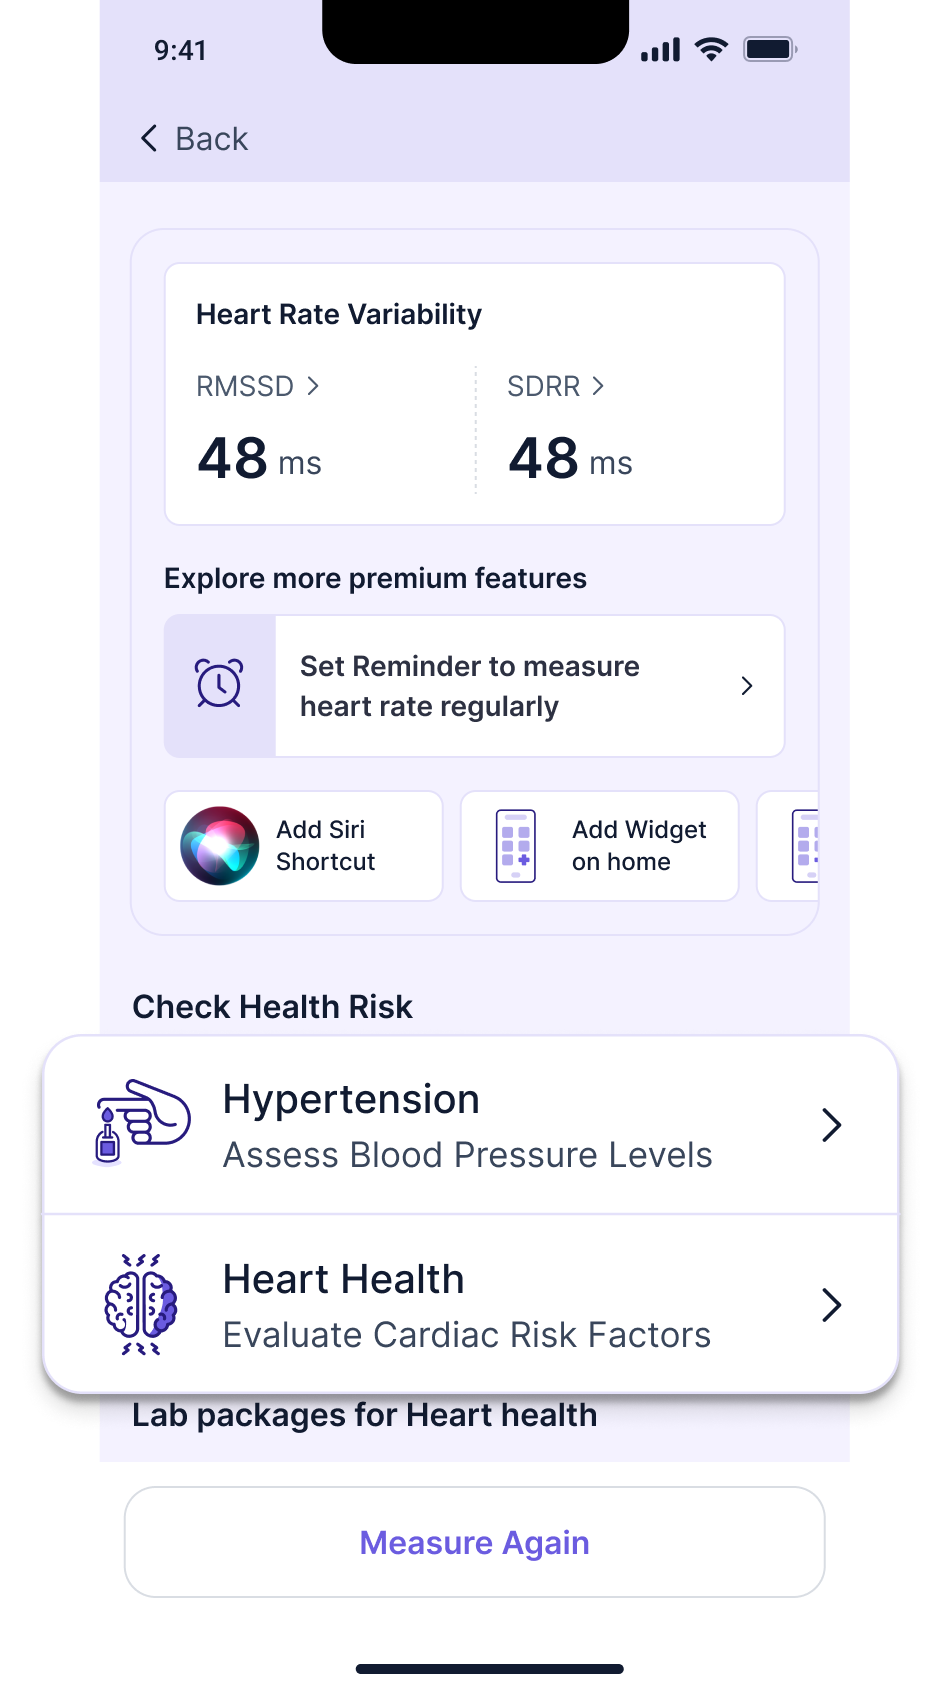 9:41
Back
Heart Rate Variability
RMSSD
SDRR
48 ms
48 ms
Explore more premium features
Set Reminder to measure
heart rate regularly
Add Siri
Shortcut
Add Widget
on home
Check Health Risk
Hypertension
Assess Blood Pressure Levels
Heart Health
Evaluate Cardiac Risk Factors
Lab packages for Heart health
Measure Again